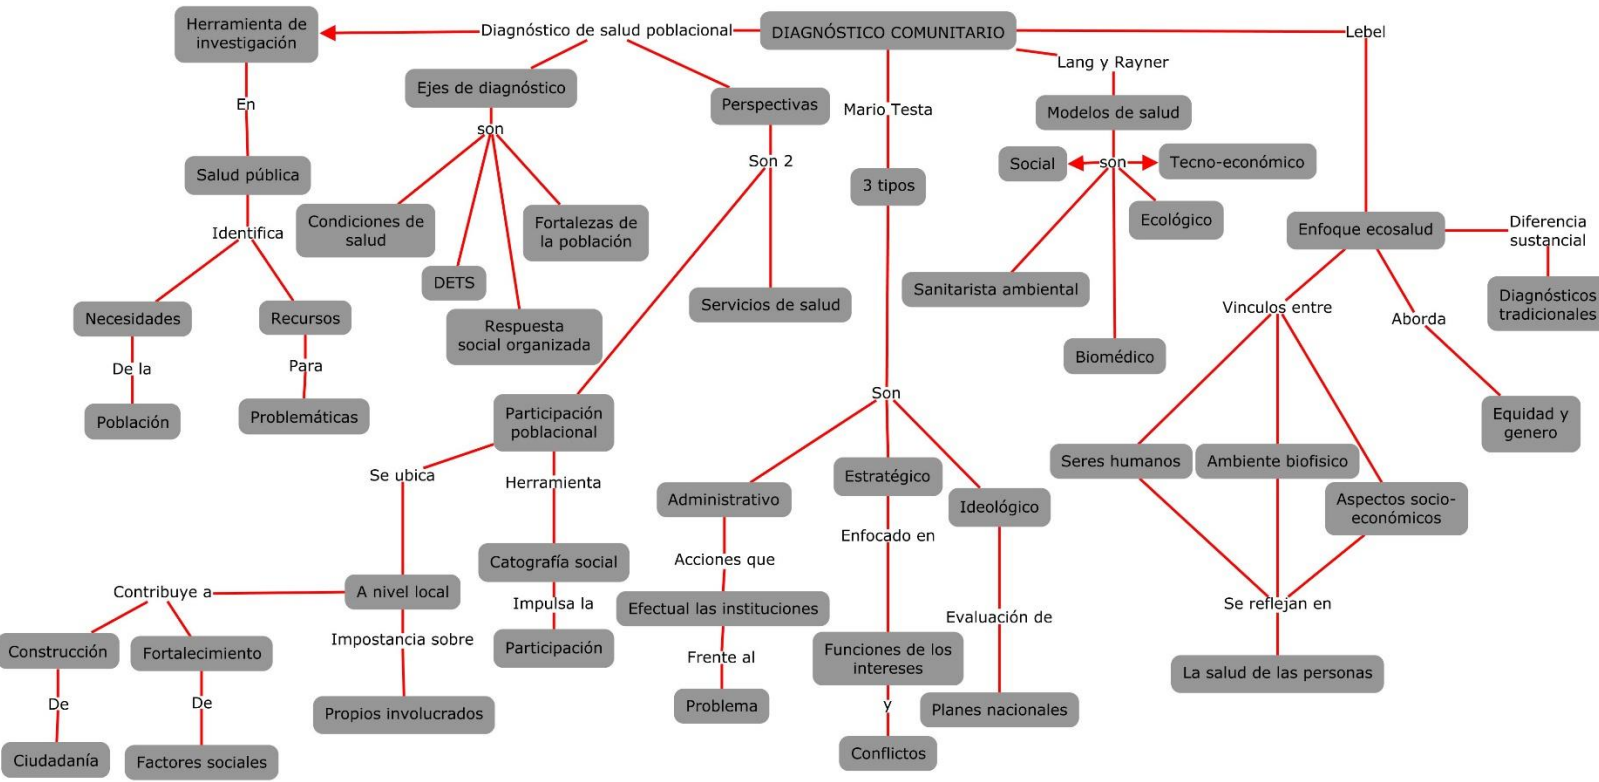 Herramienta de
investigación
Diagnóstico de salud poblacional
DIAGNÓSTICO COMUNITARIO
Lebel
Lang y Rayner
En
Ejes de diagnóstico
Perspectivas
Mario Testa
Modelos de salud
son
Son 2
Social
son
Tecno-económico
Salud pública
3 tipos
Identifica
Condiciones de
salud
Fortalezas de
la población
Ecológico
Enfoque ecosalud
Diferencia
sustancial
DETS
Servicios de salud
Sanitarista ambiental
Vinculos entre
Aborda
Diagnósticos
tradicionales
Necesidades
Recursos
Respuesta
social organizada
Biomédico
De la
Para
Población
Problemáticas
Participación
poblacional
Son
Equidad y
genero
Se ubica
Herramienta
Administrativo
Estratégico
Ideológico
Seres humanos
Ambiente biofisico
Aspectos socio-
económicos
Acciones que
Enfocado en
Contribuye a
A nivel local
Catografía social
Efectual las instituciones
Evaluación de
Se reflejan en
Impulsa la
Construcción
Fortalecimiento
Impostancia sobre
Participación
Frente al
Funciones de los
intereses
La salud de las personas
De
De
Propios involucrados
Problema
y
Planes nacionales
Ciudadanía
Factores sociales
Conflictos